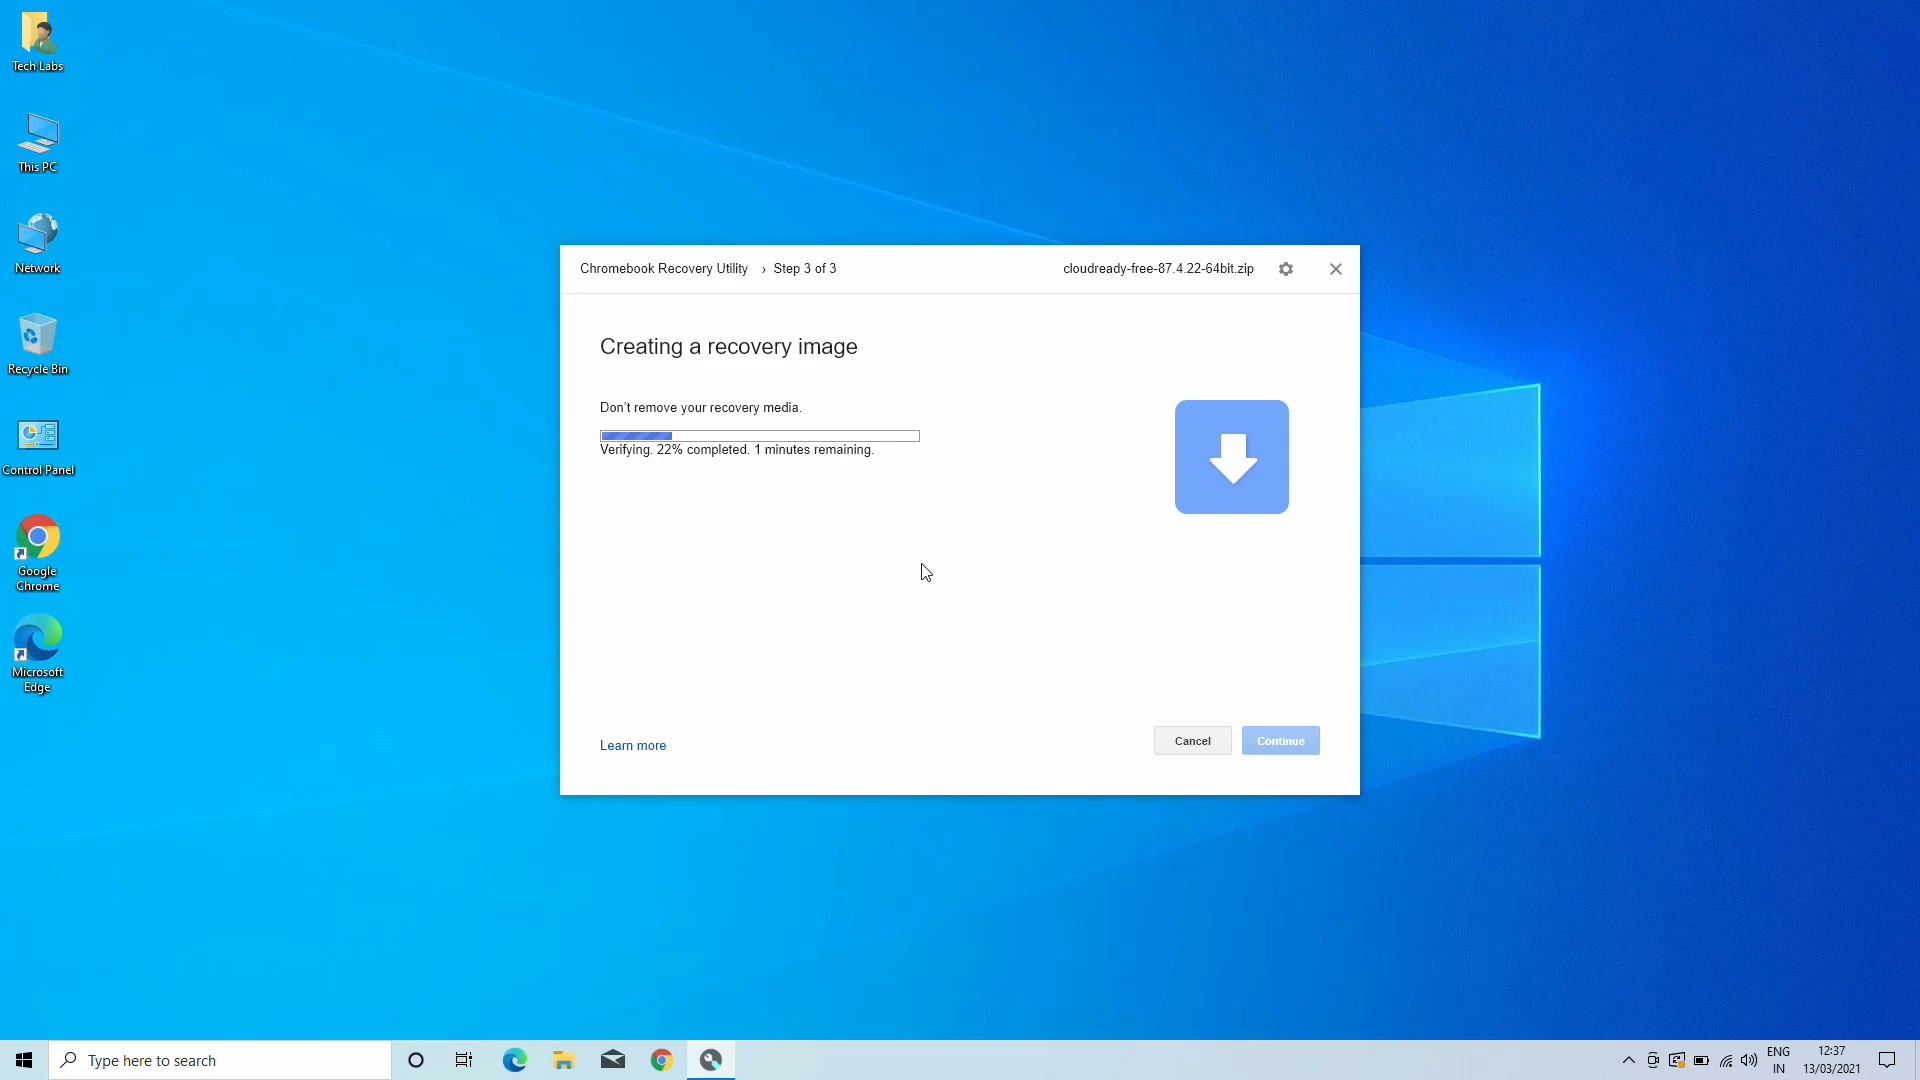 Tech Labs
This PC
Network
Recycle Bin
Control Panel
Google
Chrome
Microsoft
Edge
Chromebook Recovery Utility › Step 3 of 3
cloudready-free-87.4.22-64bit.zip
Creating a recovery image
Don't remove your recovery media.
Verifying. 22% completed. 1 minutes remaining.
Learn more
Cancel
Continue
Type here to search
ENG
IN
12:37
13/03/2021